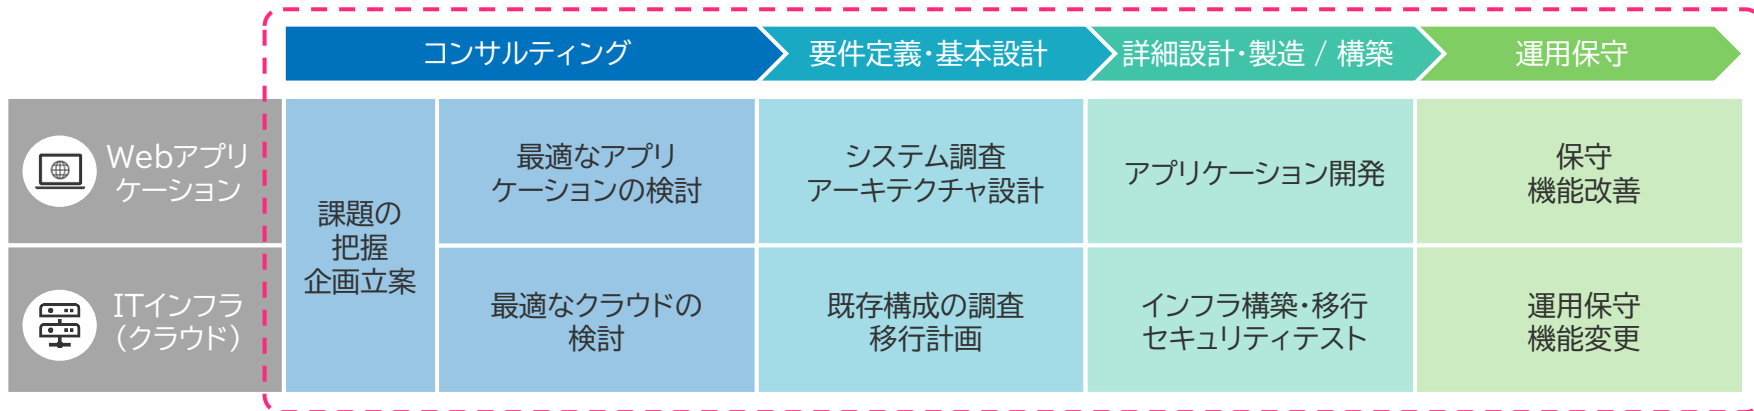 コンサルティング
要件定義・基本設計
詳細設計・製造 / 構築
運用保守
Webアプリ
ケーション
課題の
把握
企画立案
最適なアプリ
ケーションの検討
システム調査
アーキテクチャ設計
アプリケーション開発
保守
機能改善
ITインフラ
（クラウド）
最適なクラウドの
検討
既存構成の調査
移行計画
インフラ構築・移行
セキュリティテスト
運用保守
機能変更